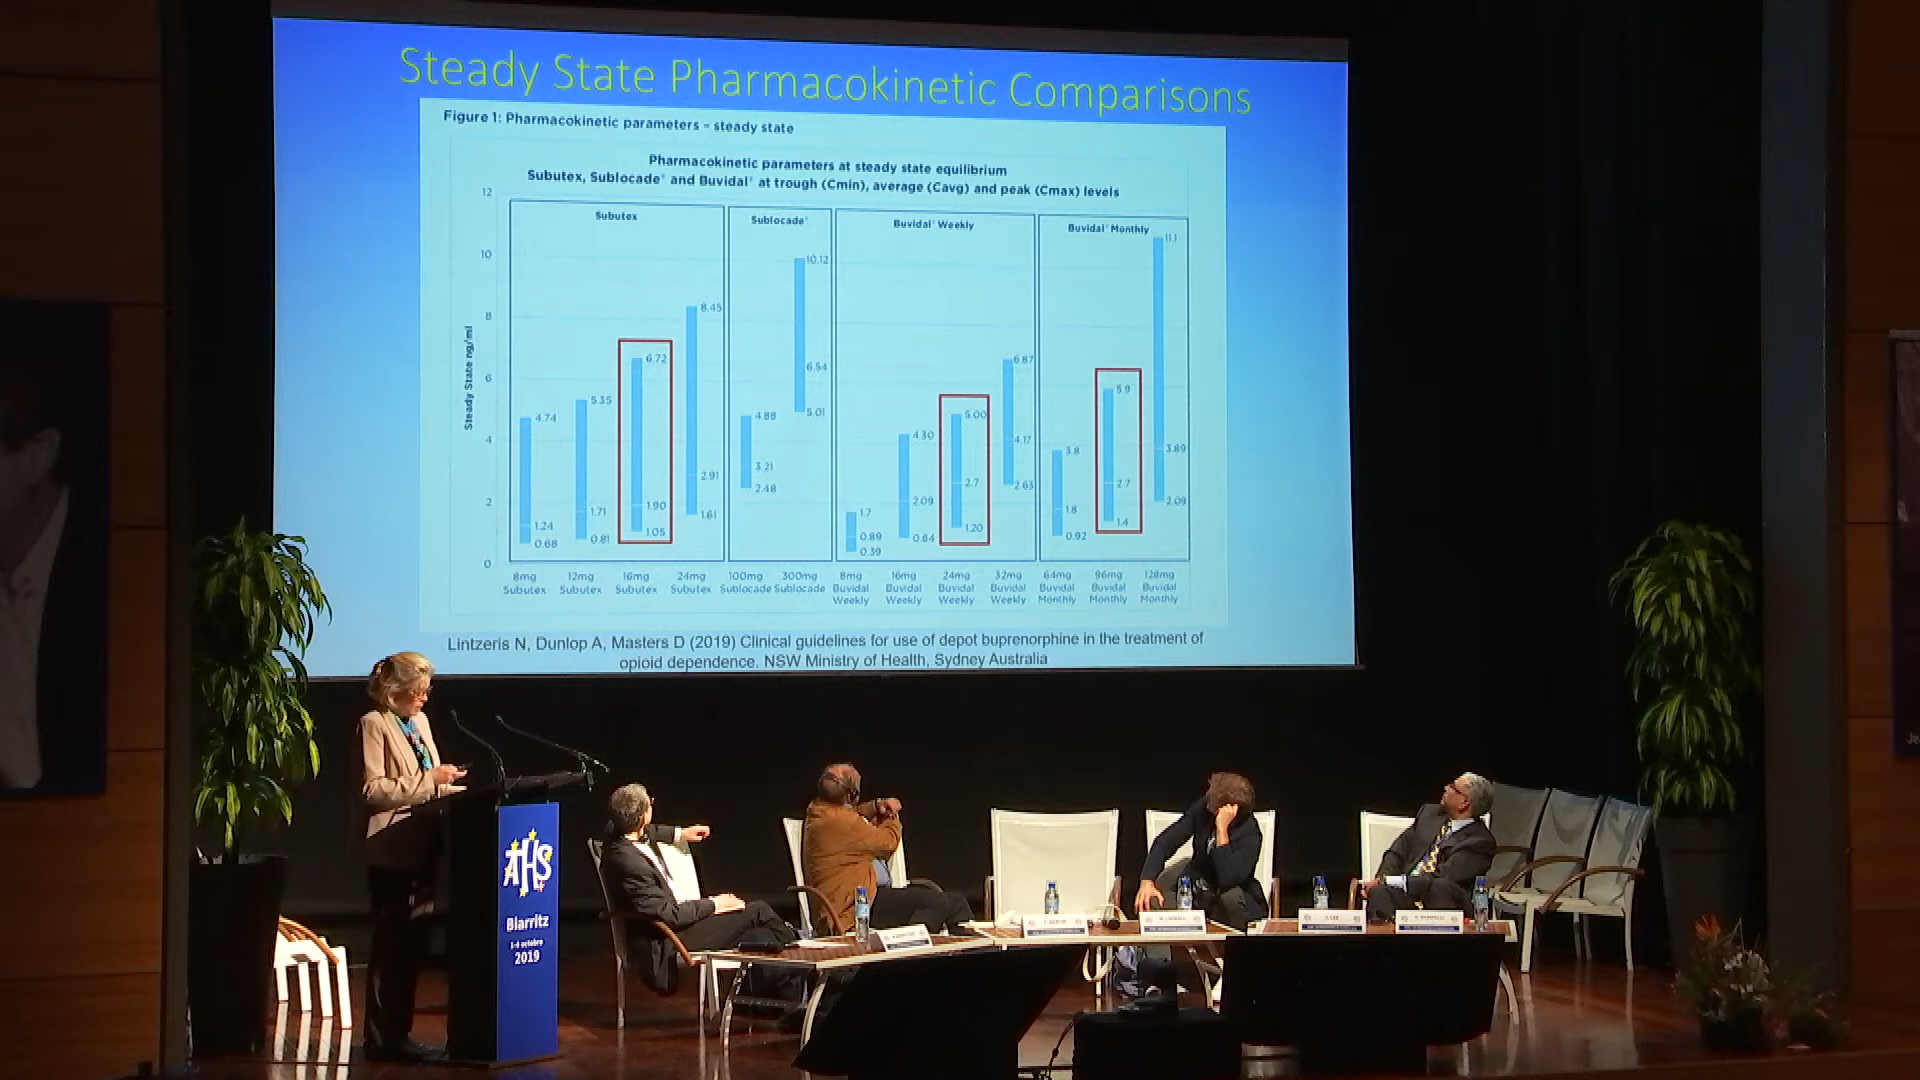 Steady State Pharmacokinetic Comparisons
Figure 1: Pharmacokinetic parameters - steady state
Pharmacokinetic parameters at steady state equilibrium
Subutex, Sublocade® and Buvidal® at trough (Cmin), average (Cavg) and peak (Cmax) levels
Steady State ng/ml
12
10
8
6
4
2
0
Subutex
4.74
1.24
0.68
5.35
1.71
0.81
6.72
1.90
1.05
8.45
2.91
1.61
Sublocade®
4.88
3.21
2.48
10.12
6.54
5.01
Buvidal® Weekly
1.7
0.89
0.39
4.30
2.09
0.84
5.00
2.7
1.20
6.87
4.17
2.63
Buvidal® Monthly
3.8
1.8
0.92
5.9
2.7
1.4
11.1
3.89
2.09
8mg Subutex
12mg Subutex
16mg Subutex
24mg Subutex
100mg Sublocade
300mg Sublocade
8mg Buvidal Weekly
16mg Buvidal Weekly
24mg Buvidal Weekly
32mg Buvidal Weekly
64mg Buvidal Monthly
96mg Buvidal Monthly
128mg Buvidal Monthly
Lintzeris N, Dunlop A, Masters D (2019) Clinical guidelines for use of depot buprenorphine in the treatment of
opioid dependence. NSW Ministry of Health, Sydney Australia
AHS
Biarritz
1-4 octobre
2019
Je